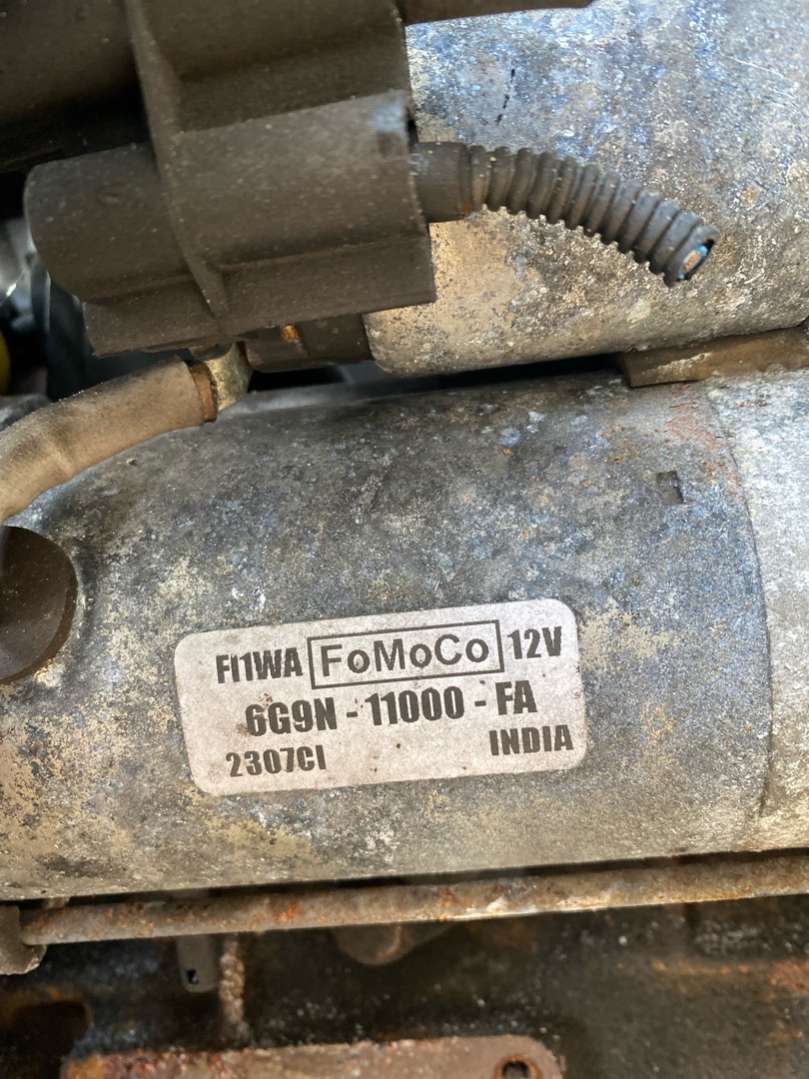 FI1WA FoMoCo 12V
6G9N - 11000 - FA
2307CI INDIA